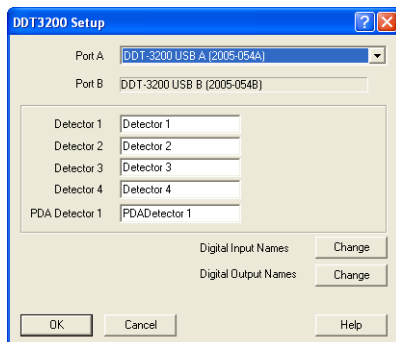 DDT3200 Setup
Port A DDT-3200 USB A (2005-054A)
Port B DDT-3200 USB B (2005-054B)
Detector 1 Detector 1
Detector 2 Detector 2
Detector 3 Detector 3
Detector 4 Detector 4
PDA Detector 1 PDADetector 1
Digital Input Names Change
Digital Output Names Change
OK Cancel Help